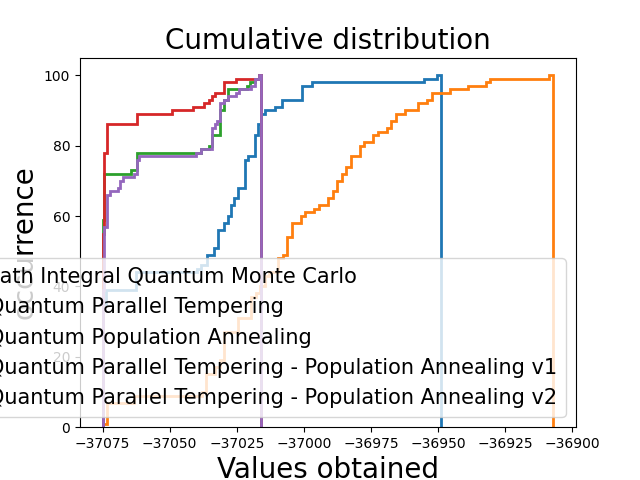 Cumulative distribution
occurrence
100
80
60
40
20
0
ath Integral Quantum Monte Carlo
Quantum Parallel Tempering
Quantum Population Annealing
Quantum Parallel Tempering - Population Annealing v1
Quantum Parallel Tempering - Population Annealing v2
−37075 −37050 −37025 −37000 −36975 −36950 −36925 −36900
Values obtained